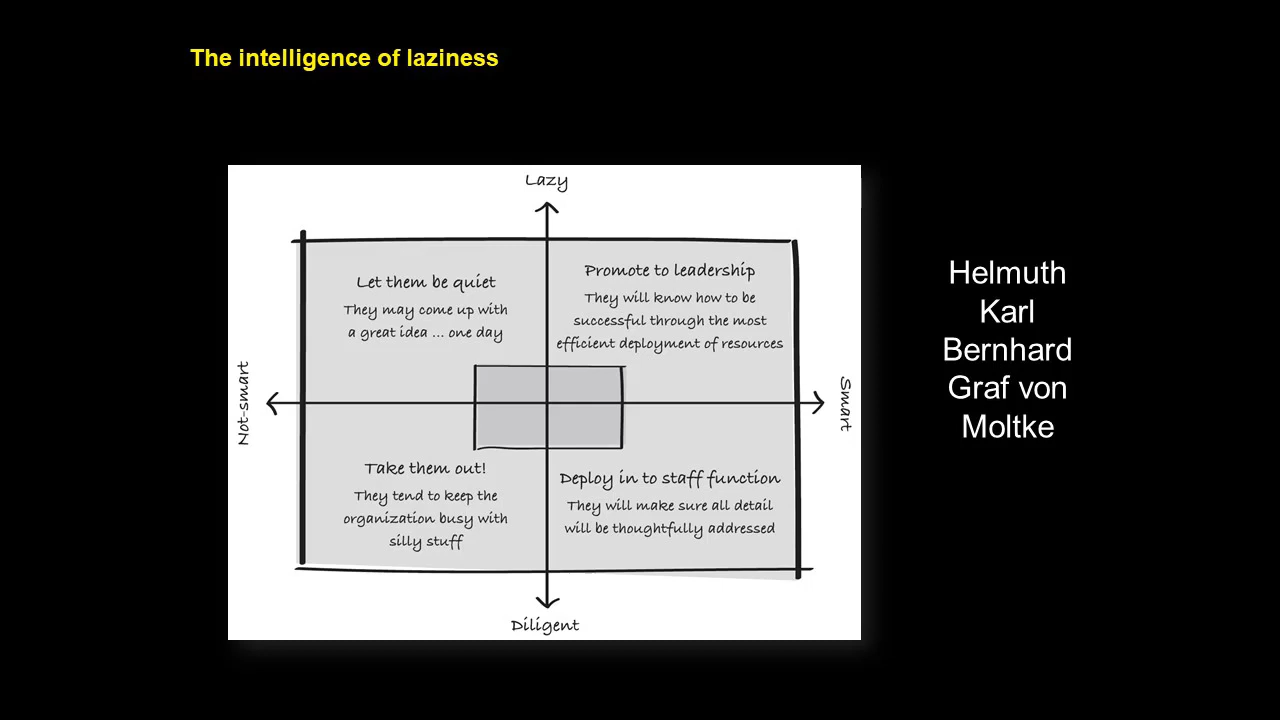 The intelligence of laziness
Lazy
Let them be quiet
They may come up with
a great idea ... one day
Promote to leadership
They will know how to be
successful through the most
efficient deployment of resources
Not-smart
Smart
Take them out!
They tend to keep the
organization busy with
silly stuff
Deploy in to staff function
They will make sure all detail
will be thoughtfully addressed
Diligent
Helmuth
Karl
Bernhard
Graf von
Moltke